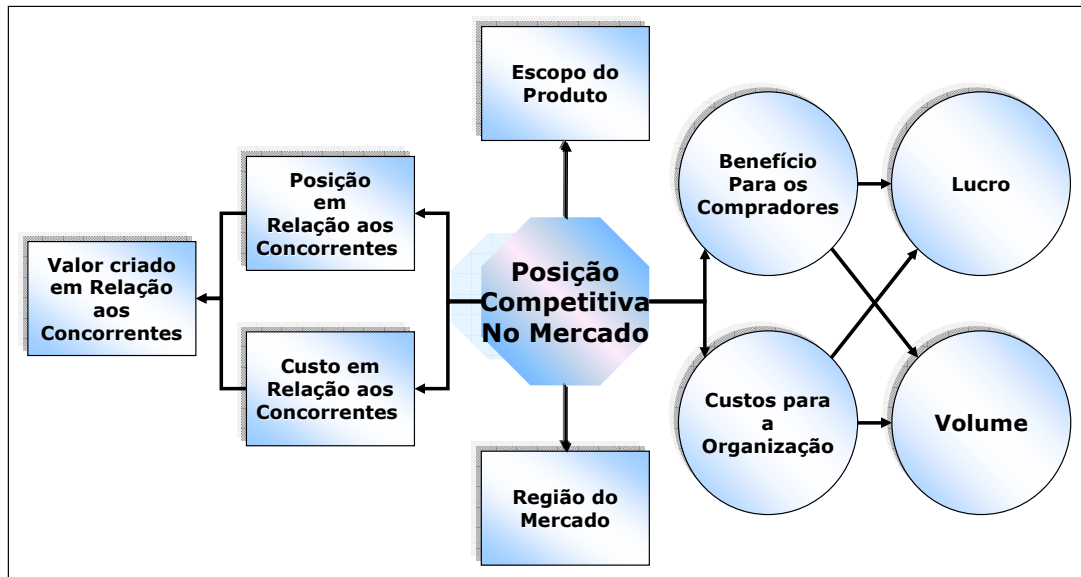 Escopo do
Produto
Posição
em
Relação aos
Concorrentes
Valor criado
em Relação
aos
Concorrentes
Custo em
Relação aos
Concorrentes
Posição
Competitiva
No Mercado
Região do
Mercado
Benefício
Para os
Compradores
Lucro
Custos para
a
Organização
Volume